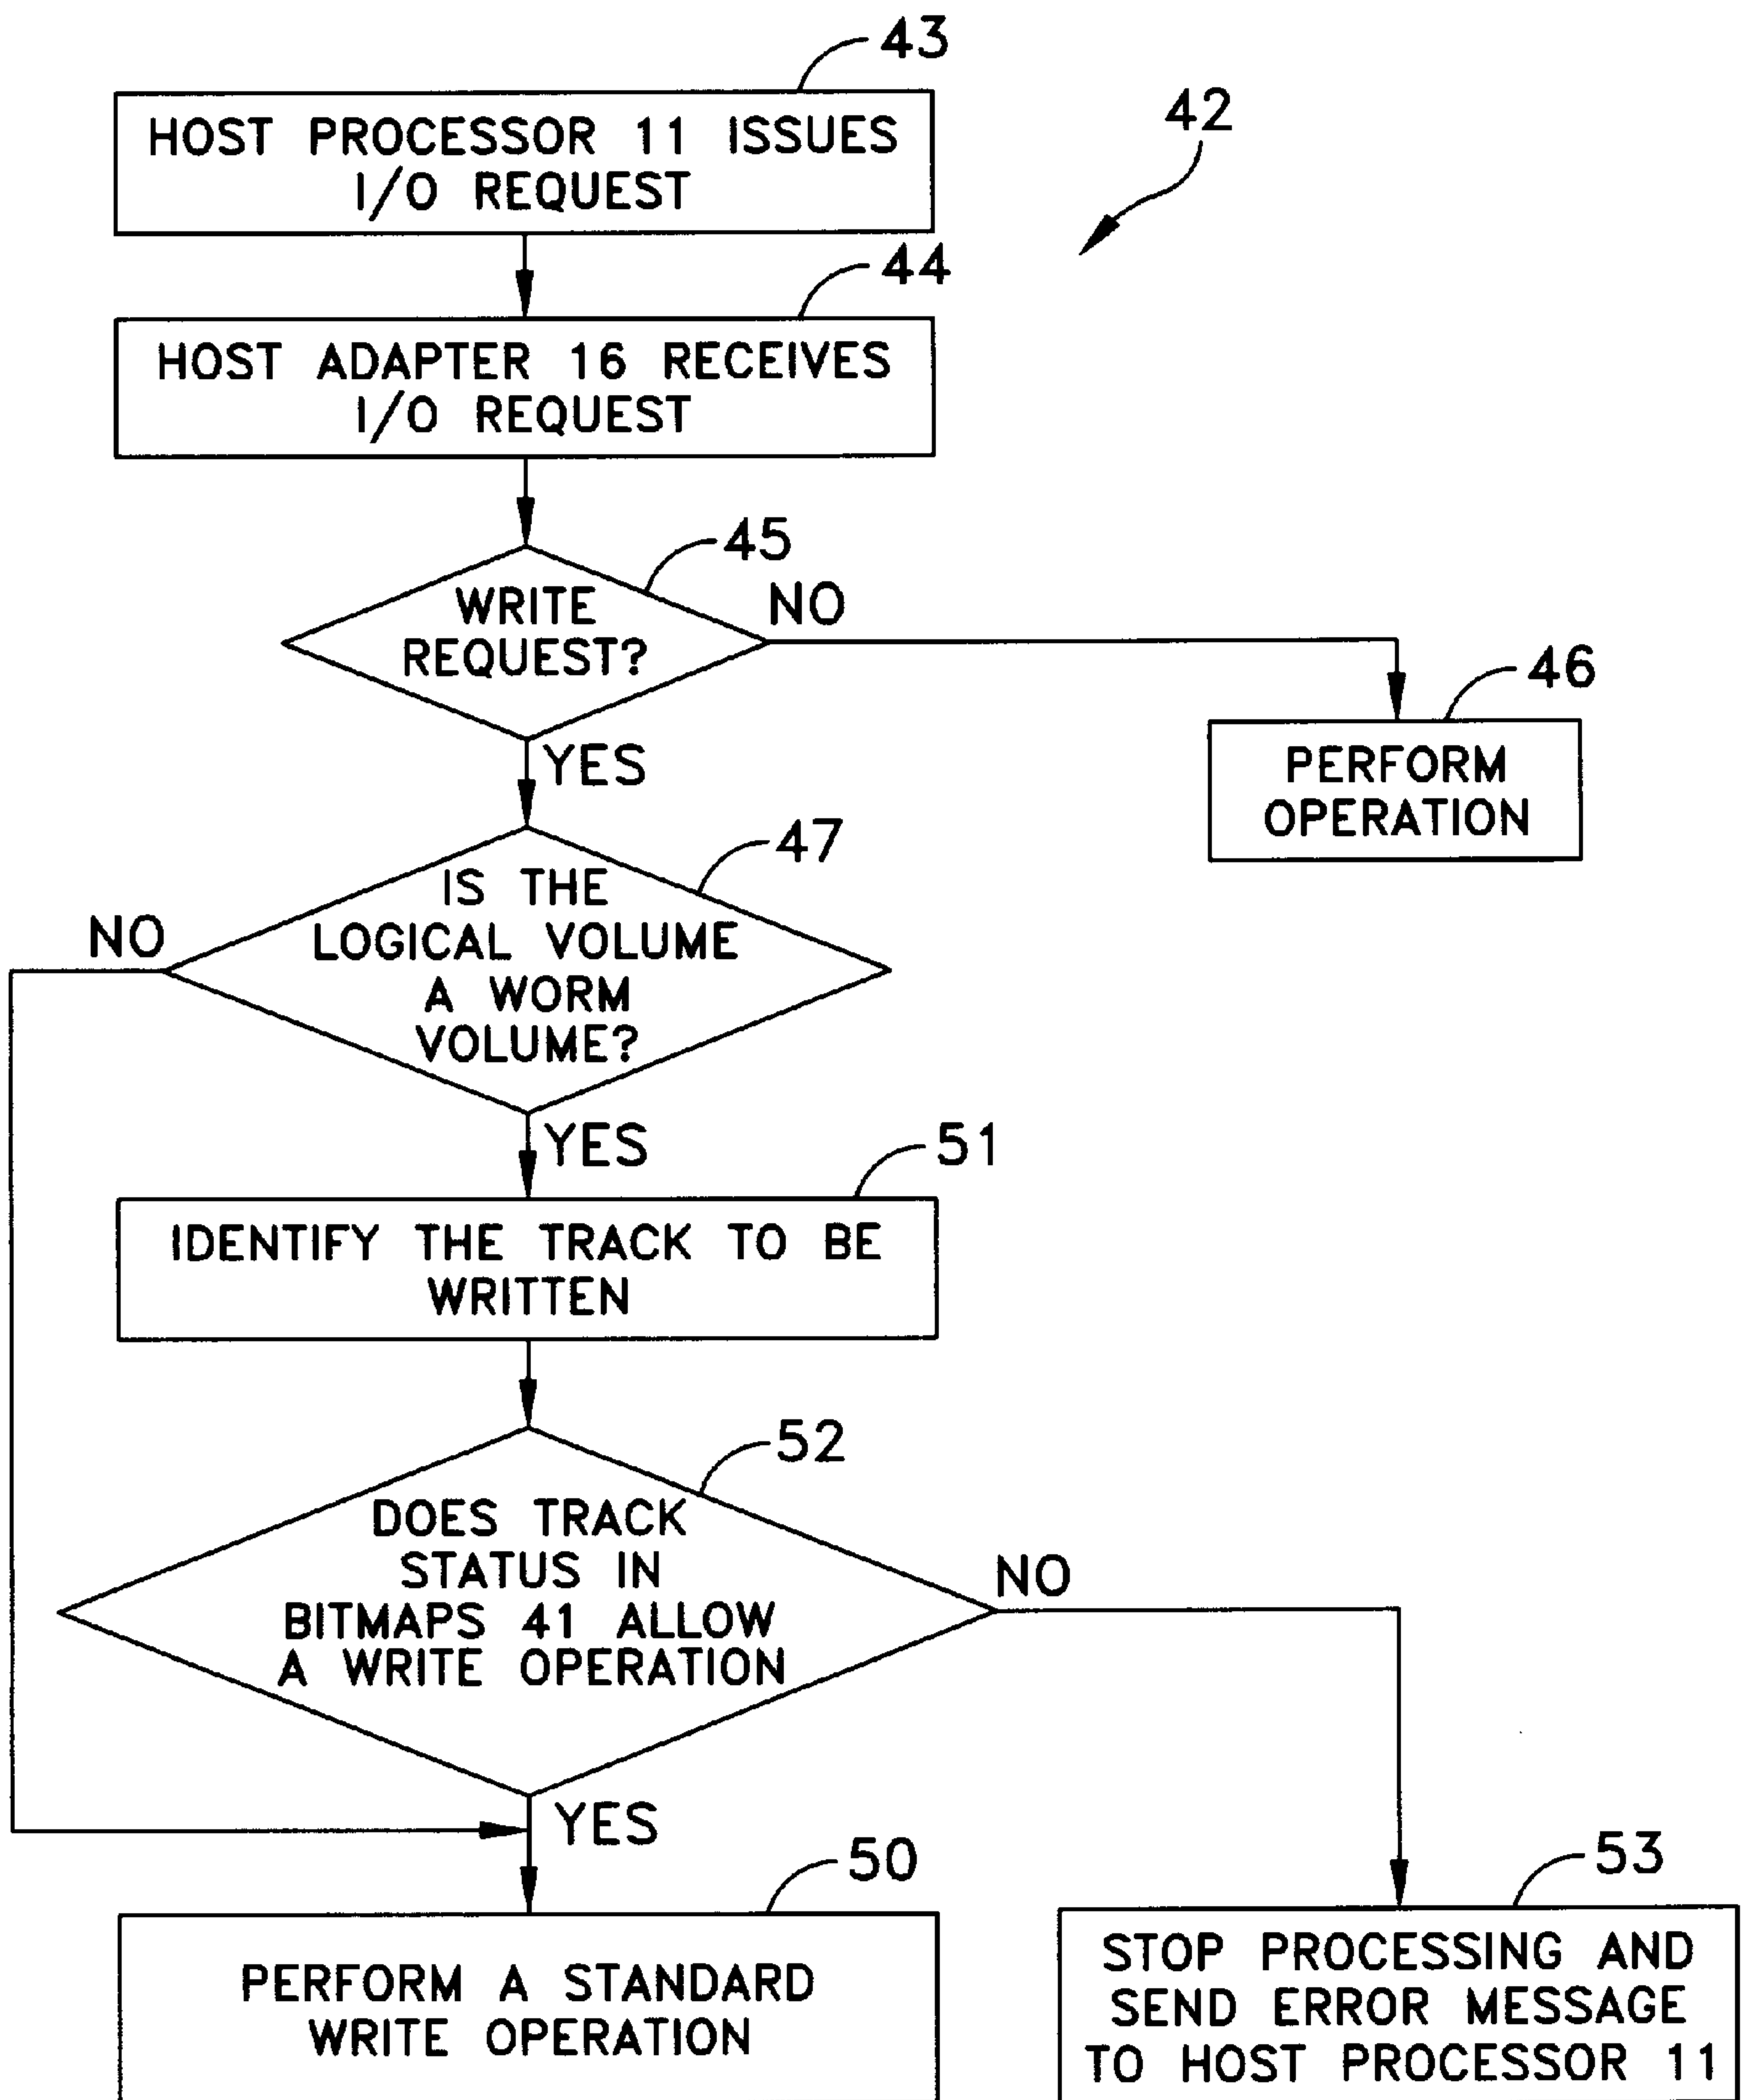 43
HOST PROCESSOR 11 ISSUES
I/O REQUEST
42
44
HOST ADAPTER 16 RECEIVES
I/O REQUEST
45
WRITE
REQUEST?
NO
46
PERFORM
OPERATION
YES
47
IS THE
LOGICAL VOLUME
A WORM
VOLUME?
NO
YES
51
IDENTIFY THE TRACK TO BE
WRITTEN
52
DOES TRACK
STATUS IN
BITMAPS 41 ALLOW
A WRITE OPERATION
NO
YES
50
PERFORM A STANDARD
WRITE OPERATION
53
STOP PROCESSING AND
SEND ERROR MESSAGE
TO HOST PROCESSOR 11